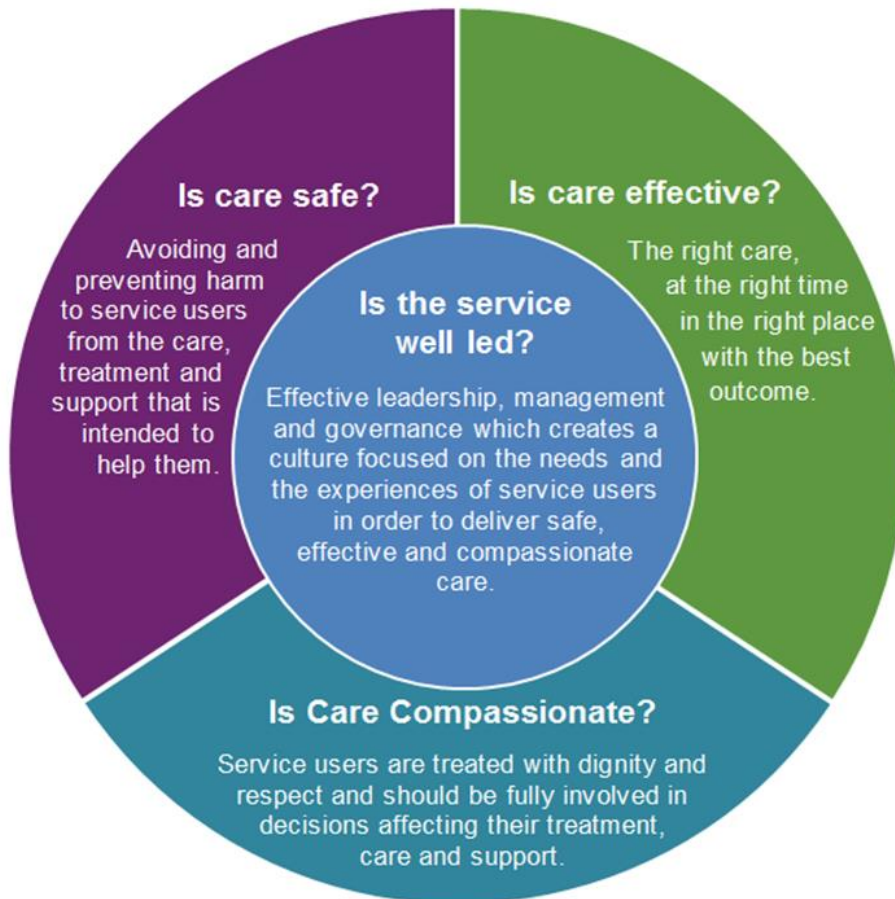 Is care safe?
Avoiding and
preventing harm
to service users
from the care,
treatment and
support that is
intended to
help them.
Is care effective?
The right care,
at the right time
in the right place
with the best
outcome.
Is the service
well led?
Effective leadership, management
and governance which creates a
culture focused on the needs and
the experiences of service users
in order to deliver safe,
effective and compassionate
care.
Is Care Compassionate?
Service users are treated with dignity and
respect and should be fully involved in
decisions affecting their treatment,
care and support.